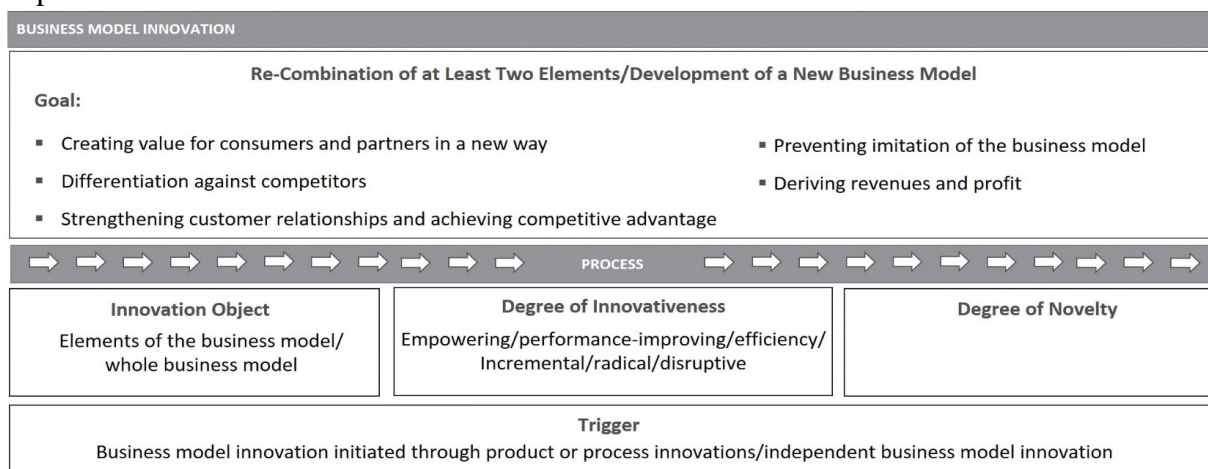 BUSINESS MODEL INNOVATION
Re-Combination of at Least Two Elements/Development of a New Business Model
Goal:
▪ Creating value for consumers and partners in a new way
▪ Differentiation against competitors
▪ Strengthening customer relationships and achieving competitive advantage
▪ Preventing imitation of the business model
▪ Deriving revenues and profit
PROCESS
Innovation Object
Elements of the business model/
whole business model
Degree of Innovativeness
Empowering/performance-improving/efficiency/
Incremental/radical/disruptive
Degree of Novelty
Trigger
Business model innovation initiated through product or process innovations/independent business model innovation